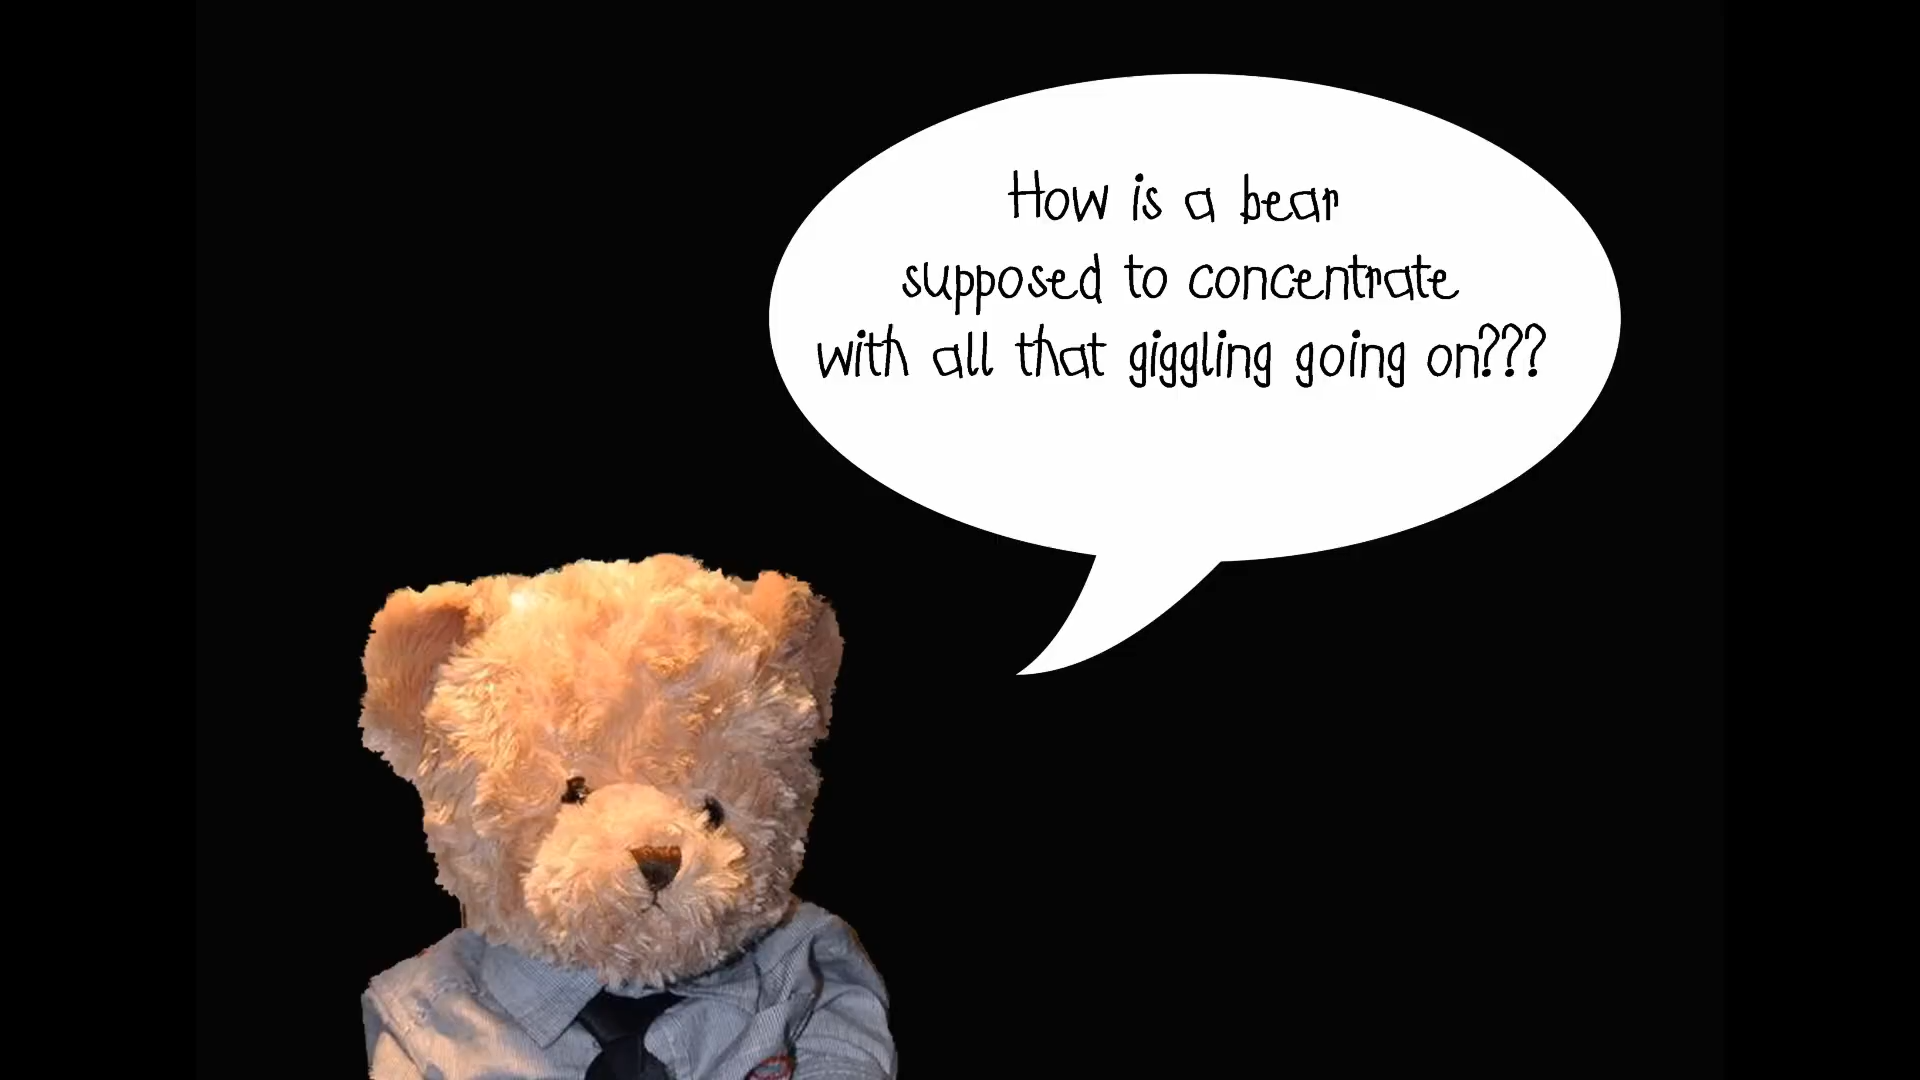 How is a bear
supposed to concentrate
with all that giggling going on???